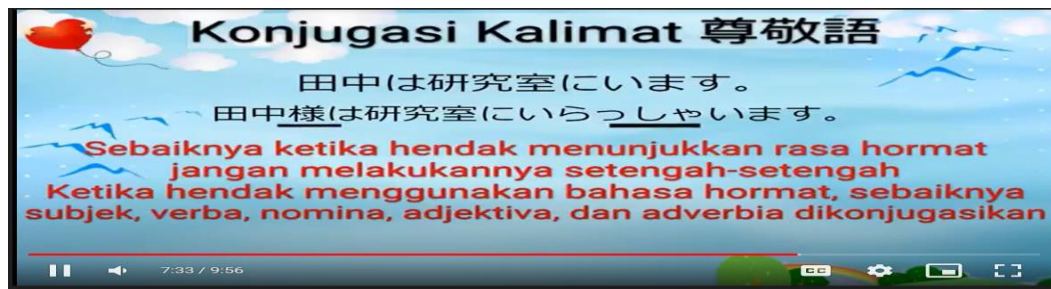 Konjugasi Kalimat 尊敬語
田中は研究室にいます。
田中様は研究室にいらっしゃいます。
Sebaiknya ketika hendak menunjukkan rasa hormat
jangan melakukannya setengah-setengah
Ketika hendak menggunakan bahasa hormat, sebaiknya
subjek, verba, nomina, adjektiva, dan adverbia dikonjugasikan
7:33 / 9:56
CC